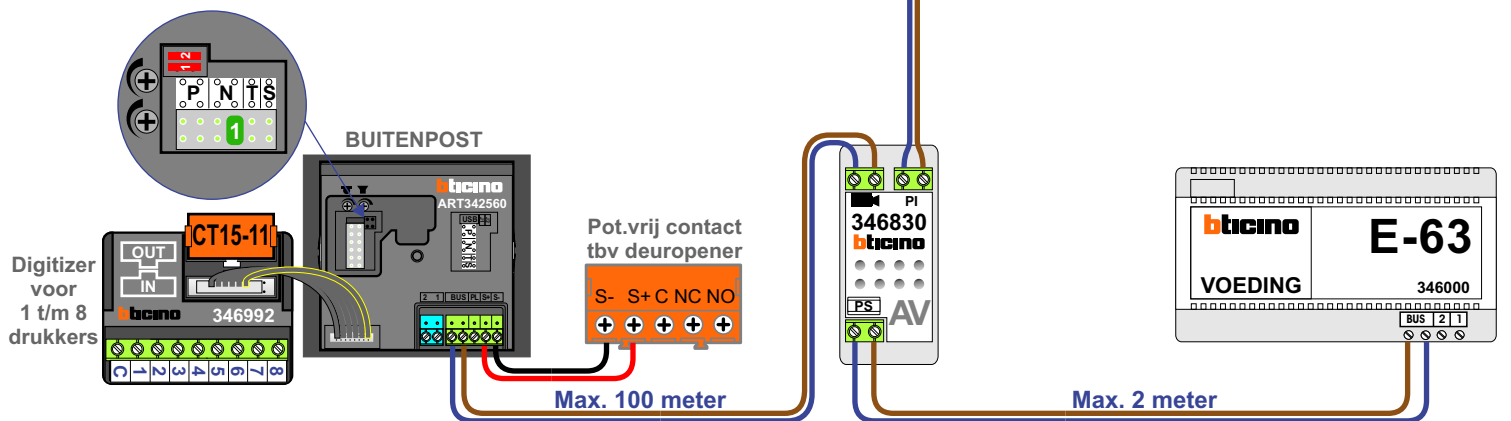 1 2
P N T S
1
BUITENPOST
bticino
ART342560
USB
P N T S
2 1 BUS PL S+ S-
CT15-11
OUT
IN
bticino
346992
C 1 2 3 4 5 6 7 8
Digitizer
voor
1 t/m 8
drukkers
Pot.vrij contact
tbv deuropener
S- S+ C NC NO
PI
346830
bticino
PS
AV
bticino
VOEDING
E-63
346000
BUS 2 1
Max. 100 meter
Max. 2 meter